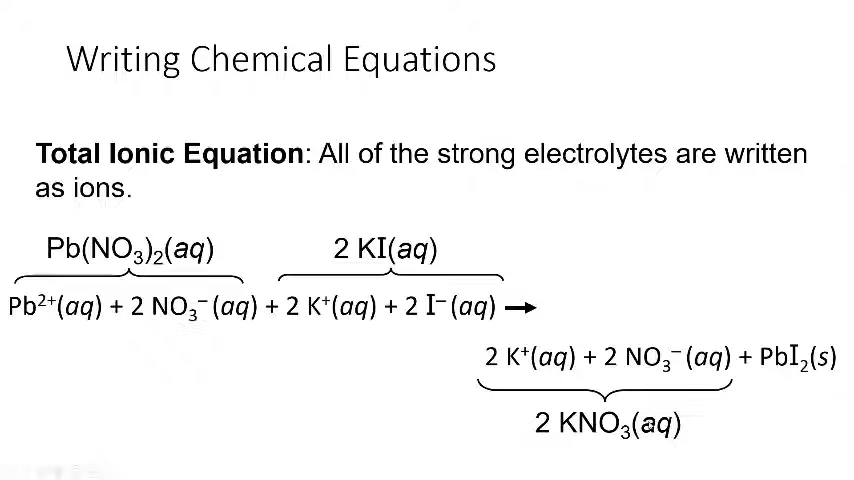 Writing Chemical Equations
Total Ionic Equation: All of the strong electrolytes are written
as ions.
Pb(NO₃)₂(aq) 2 KI(aq)
Pb²⁺(aq) + 2 NO₃⁻(aq) + 2 K⁺(aq) + 2 I⁻(aq) →
2 K⁺(aq) + 2 NO₃⁻(aq) + PbI₂(s)
2 KNO₃(aq)